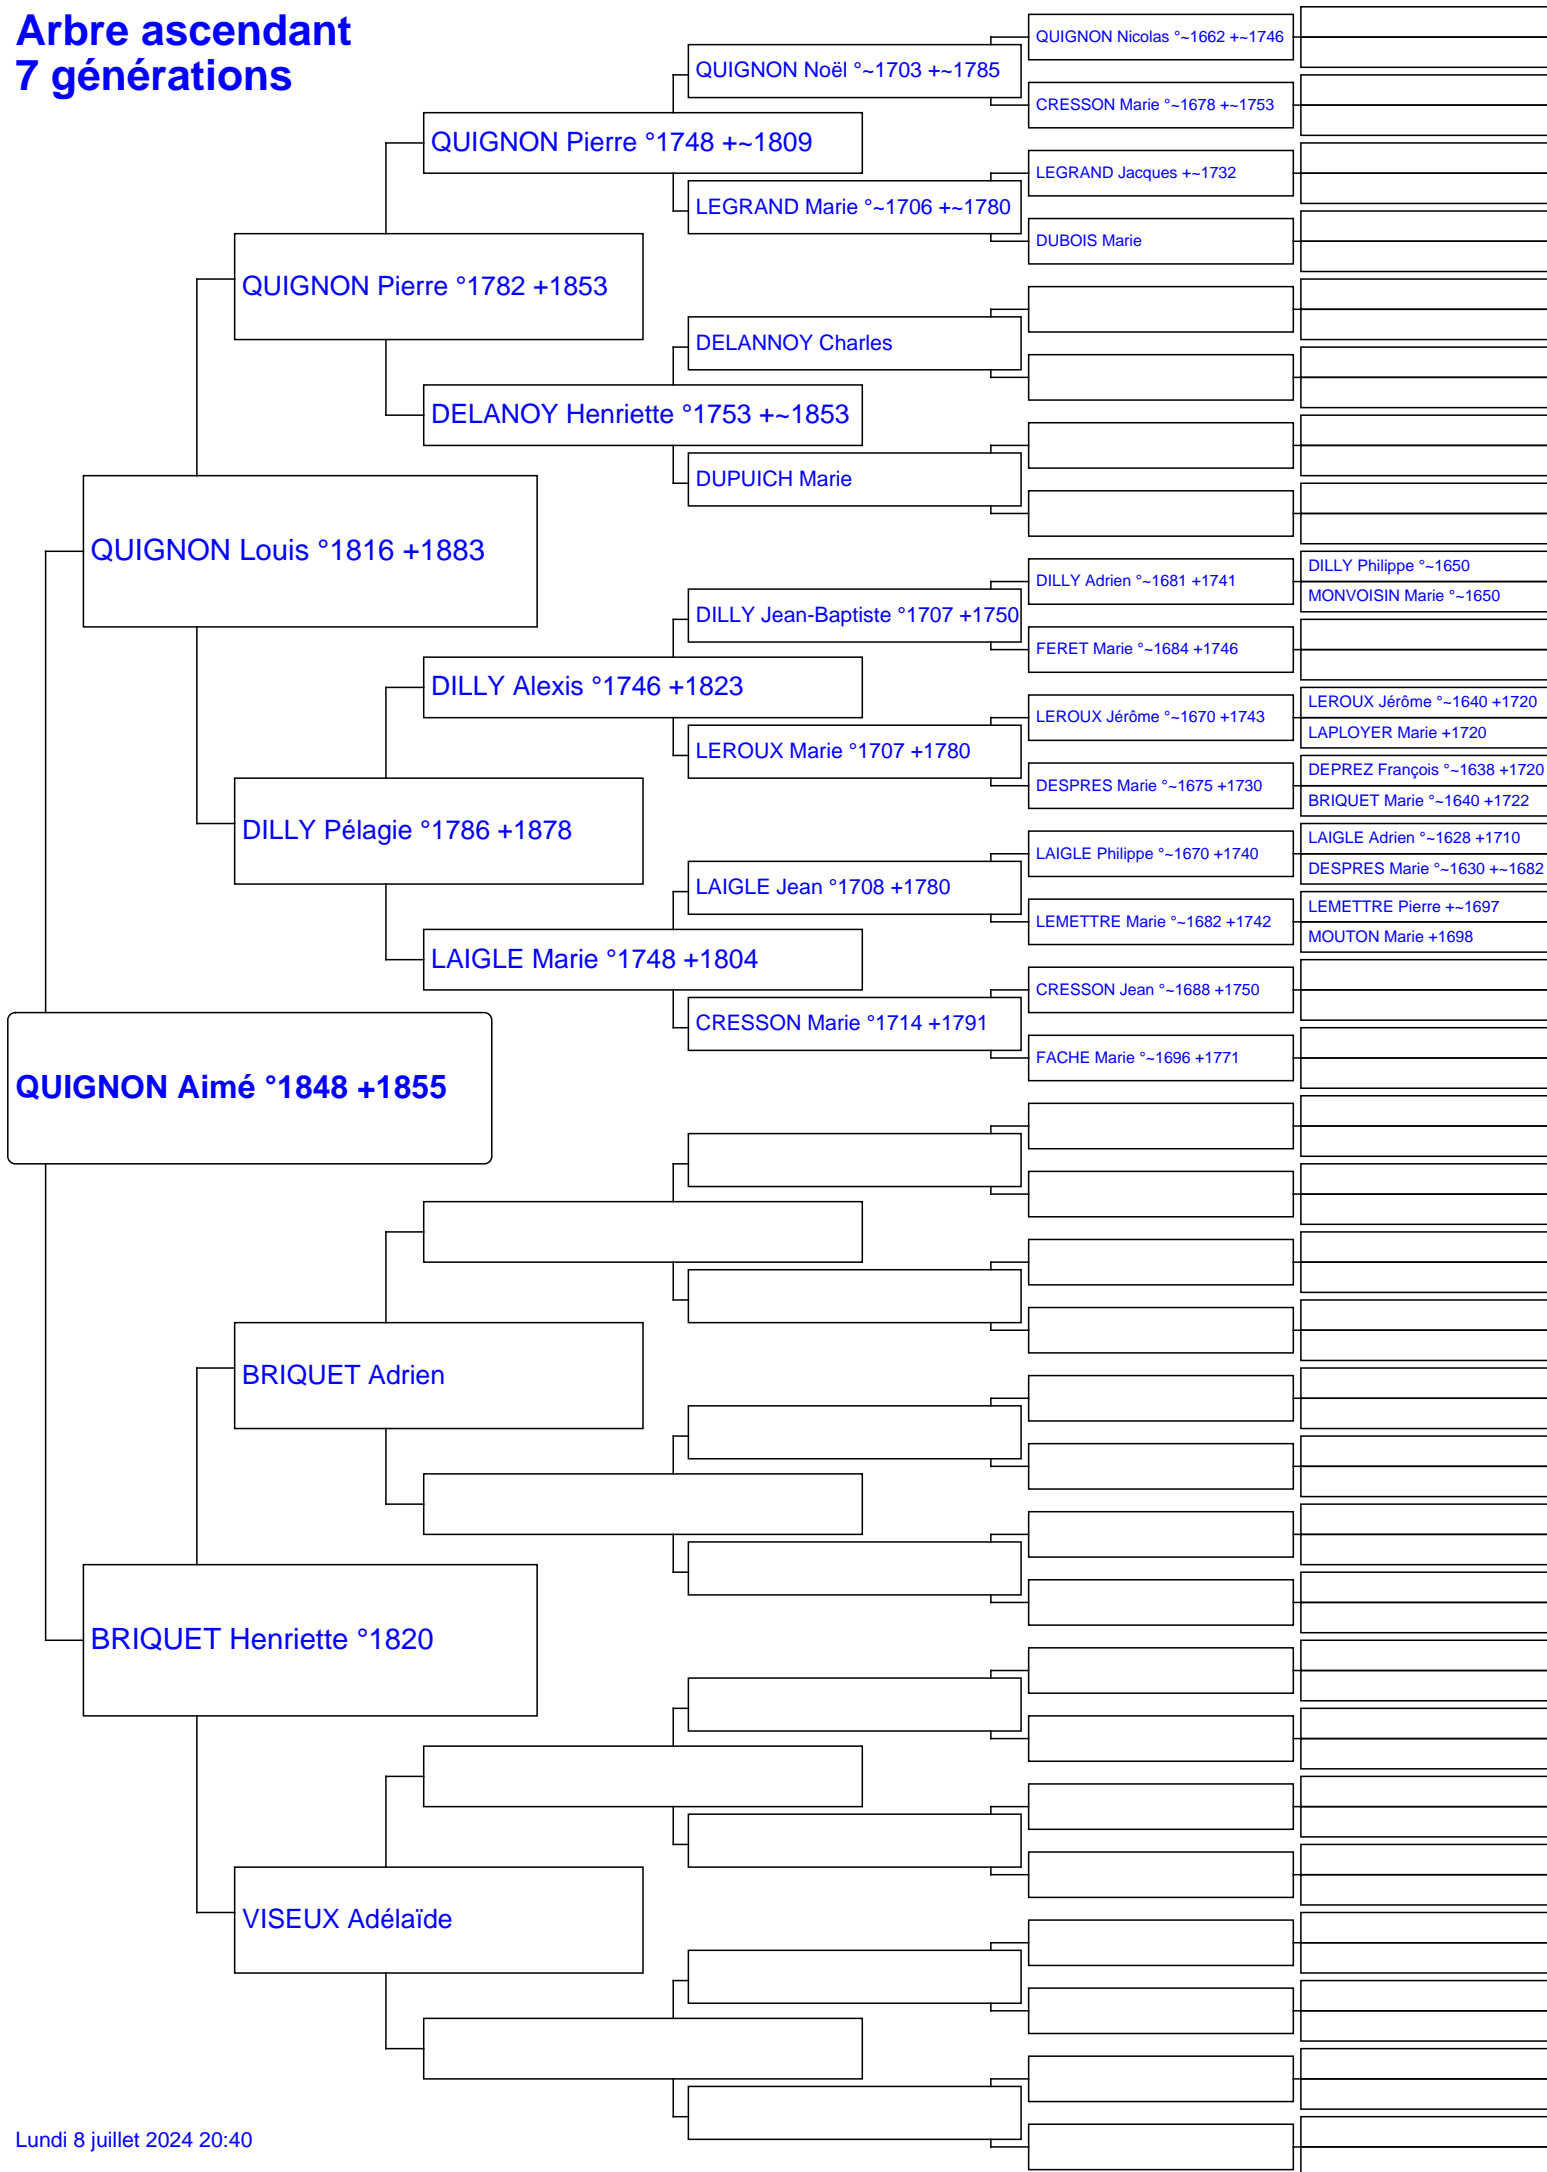 Arbre ascendant
7 générations
QUIGNON Nicolas °~1662 +~1746
QUIGNON Noël °~1703 +~1785
CRESSON Marie °~1678 +~1753
QUIGNON Pierre °1748 +~1809
LEGRAND Jacques +~1732
LEGRAND Marie °~1706 +~1780
DUBOIS Marie
QUIGNON Pierre °1782 +1853
DELANNOY Charles
DELANOY Henriette °1753 +~1853
DUPUICH Marie
QUIGNON Louis °1816 +1883
DILLY Philippe °~1650
DILLY Adrien °~1681 +1741
MONVOISIN Marie °~1650
DILLY Jean-Baptiste °1707 +1750
FERET Marie °~1684 +1746
DILLY Alexis °1746 +1823
LEROUX Jérôme °~1640 +1720
LEROUX Jérôme °~1670 +1743
LAPLOYER Marie +1720
LEROUX Marie °1707 +1780
DEPREZ François °~1638 +1720
DESPRES Marie °~1675 +1730
BRIQUET Marie °~1640 +1722
DILLY Pélagie °1786 +1878
LAIGLE Adrien °~1628 +1710
LAIGLE Philippe °~1670 +1740
DESPRES Marie °~1630 +~1682
LAIGLE Jean °1708 +1780
LEMETTRE Pierre +~1697
LEMETTRE Marie °~1682 +1742
MOUTON Marie +1698
LAIGLE Marie °1748 +1804
CRESSON Jean °~1688 +1750
CRESSON Marie °1714 +1791
FACHE Marie °~1696 +1771
QUIGNON Aimé °1848 +1855
BRIQUET Adrien
BRIQUET Henriette °1820
VISEUX Adélaïde
Lundi 8 juillet 2024 20:40